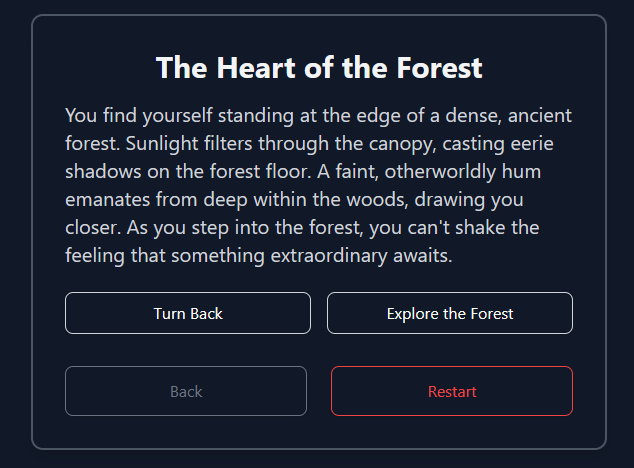 The Heart of the Forest
You find yourself standing at the edge of a dense, ancient
forest. Sunlight filters through the canopy, casting eerie
shadows on the forest floor. A faint, otherworldly hum
emanates from deep within the woods, drawing you
closer. As you step into the forest, you can't shake the
feeling that something extraordinary awaits.
Turn Back
Explore the Forest
Back
Restart